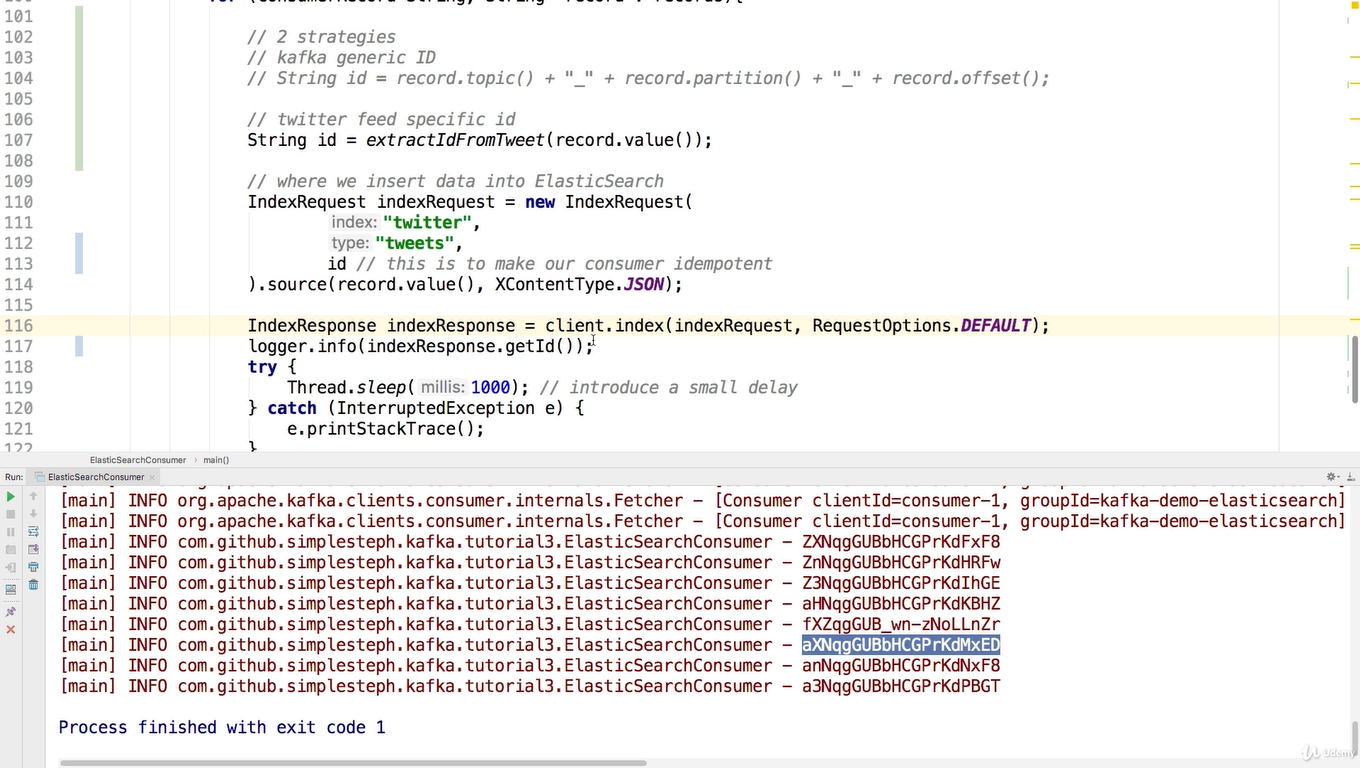 101
102 // 2 strategies
103 // kafka generic ID
104 // String id = record.topic() + "_" + record.partition() + "_" + record.offset();
105
106 // twitter feed specific id
107 String id = extractIdFromTweet(record.value());
108
109 // where we insert data into ElasticSearch
110 IndexRequest indexRequest = new IndexRequest(
111 index: "twitter",
112 type: "tweets",
113 id // this is to make our consumer idempotent
114 ).source(record.value(), XContentType.JSON);
115
116 IndexResponse indexResponse = client.index(indexRequest, RequestOptions.DEFAULT);
117 logger.info(indexResponse.getId());
118 try {
119 Thread.sleep( millis: 1000); // introduce a small delay
120 } catch (InterruptedException e) {
121 e.printStackTrace();
122 }
ElasticSearchConsumer › main()
Run: ElasticSearchConsumer ×
[main] INFO org.apache.kafka.clients.consumer.internals.Fetcher - [Consumer clientId=consumer-1, groupId=kafka-demo-elasticsearch]
[main] INFO org.apache.kafka.clients.consumer.internals.Fetcher - [Consumer clientId=consumer-1, groupId=kafka-demo-elasticsearch]
[main] INFO com.github.simplesteph.kafka.tutorial3.ElasticSearchConsumer - ZXNqgGUBbHCGPrKdFxF8
[main] INFO com.github.simplesteph.kafka.tutorial3.ElasticSearchConsumer - ZnNqgGUBbHCGPrKdHRFw
[main] INFO com.github.simplesteph.kafka.tutorial3.ElasticSearchConsumer - Z3NqgGUBbHCGPrKdIhGE
[main] INFO com.github.simplesteph.kafka.tutorial3.ElasticSearchConsumer - aHNqgGUBbHCGPrKdKBHZ
[main] INFO com.github.simplesteph.kafka.tutorial3.ElasticSearchConsumer - fXZqgGUB_wn-zNoLLnZr
[main] INFO com.github.simplesteph.kafka.tutorial3.ElasticSearchConsumer - aXNqgGUBbHCGPrKdMxED
[main] INFO com.github.simplesteph.kafka.tutorial3.ElasticSearchConsumer - anNqgGUBbHCGPrKdNxF8
[main] INFO com.github.simplesteph.kafka.tutorial3.ElasticSearchConsumer - a3NqgGUBbHCGPrKdPBGT
Process finished with exit code 1
Udemy